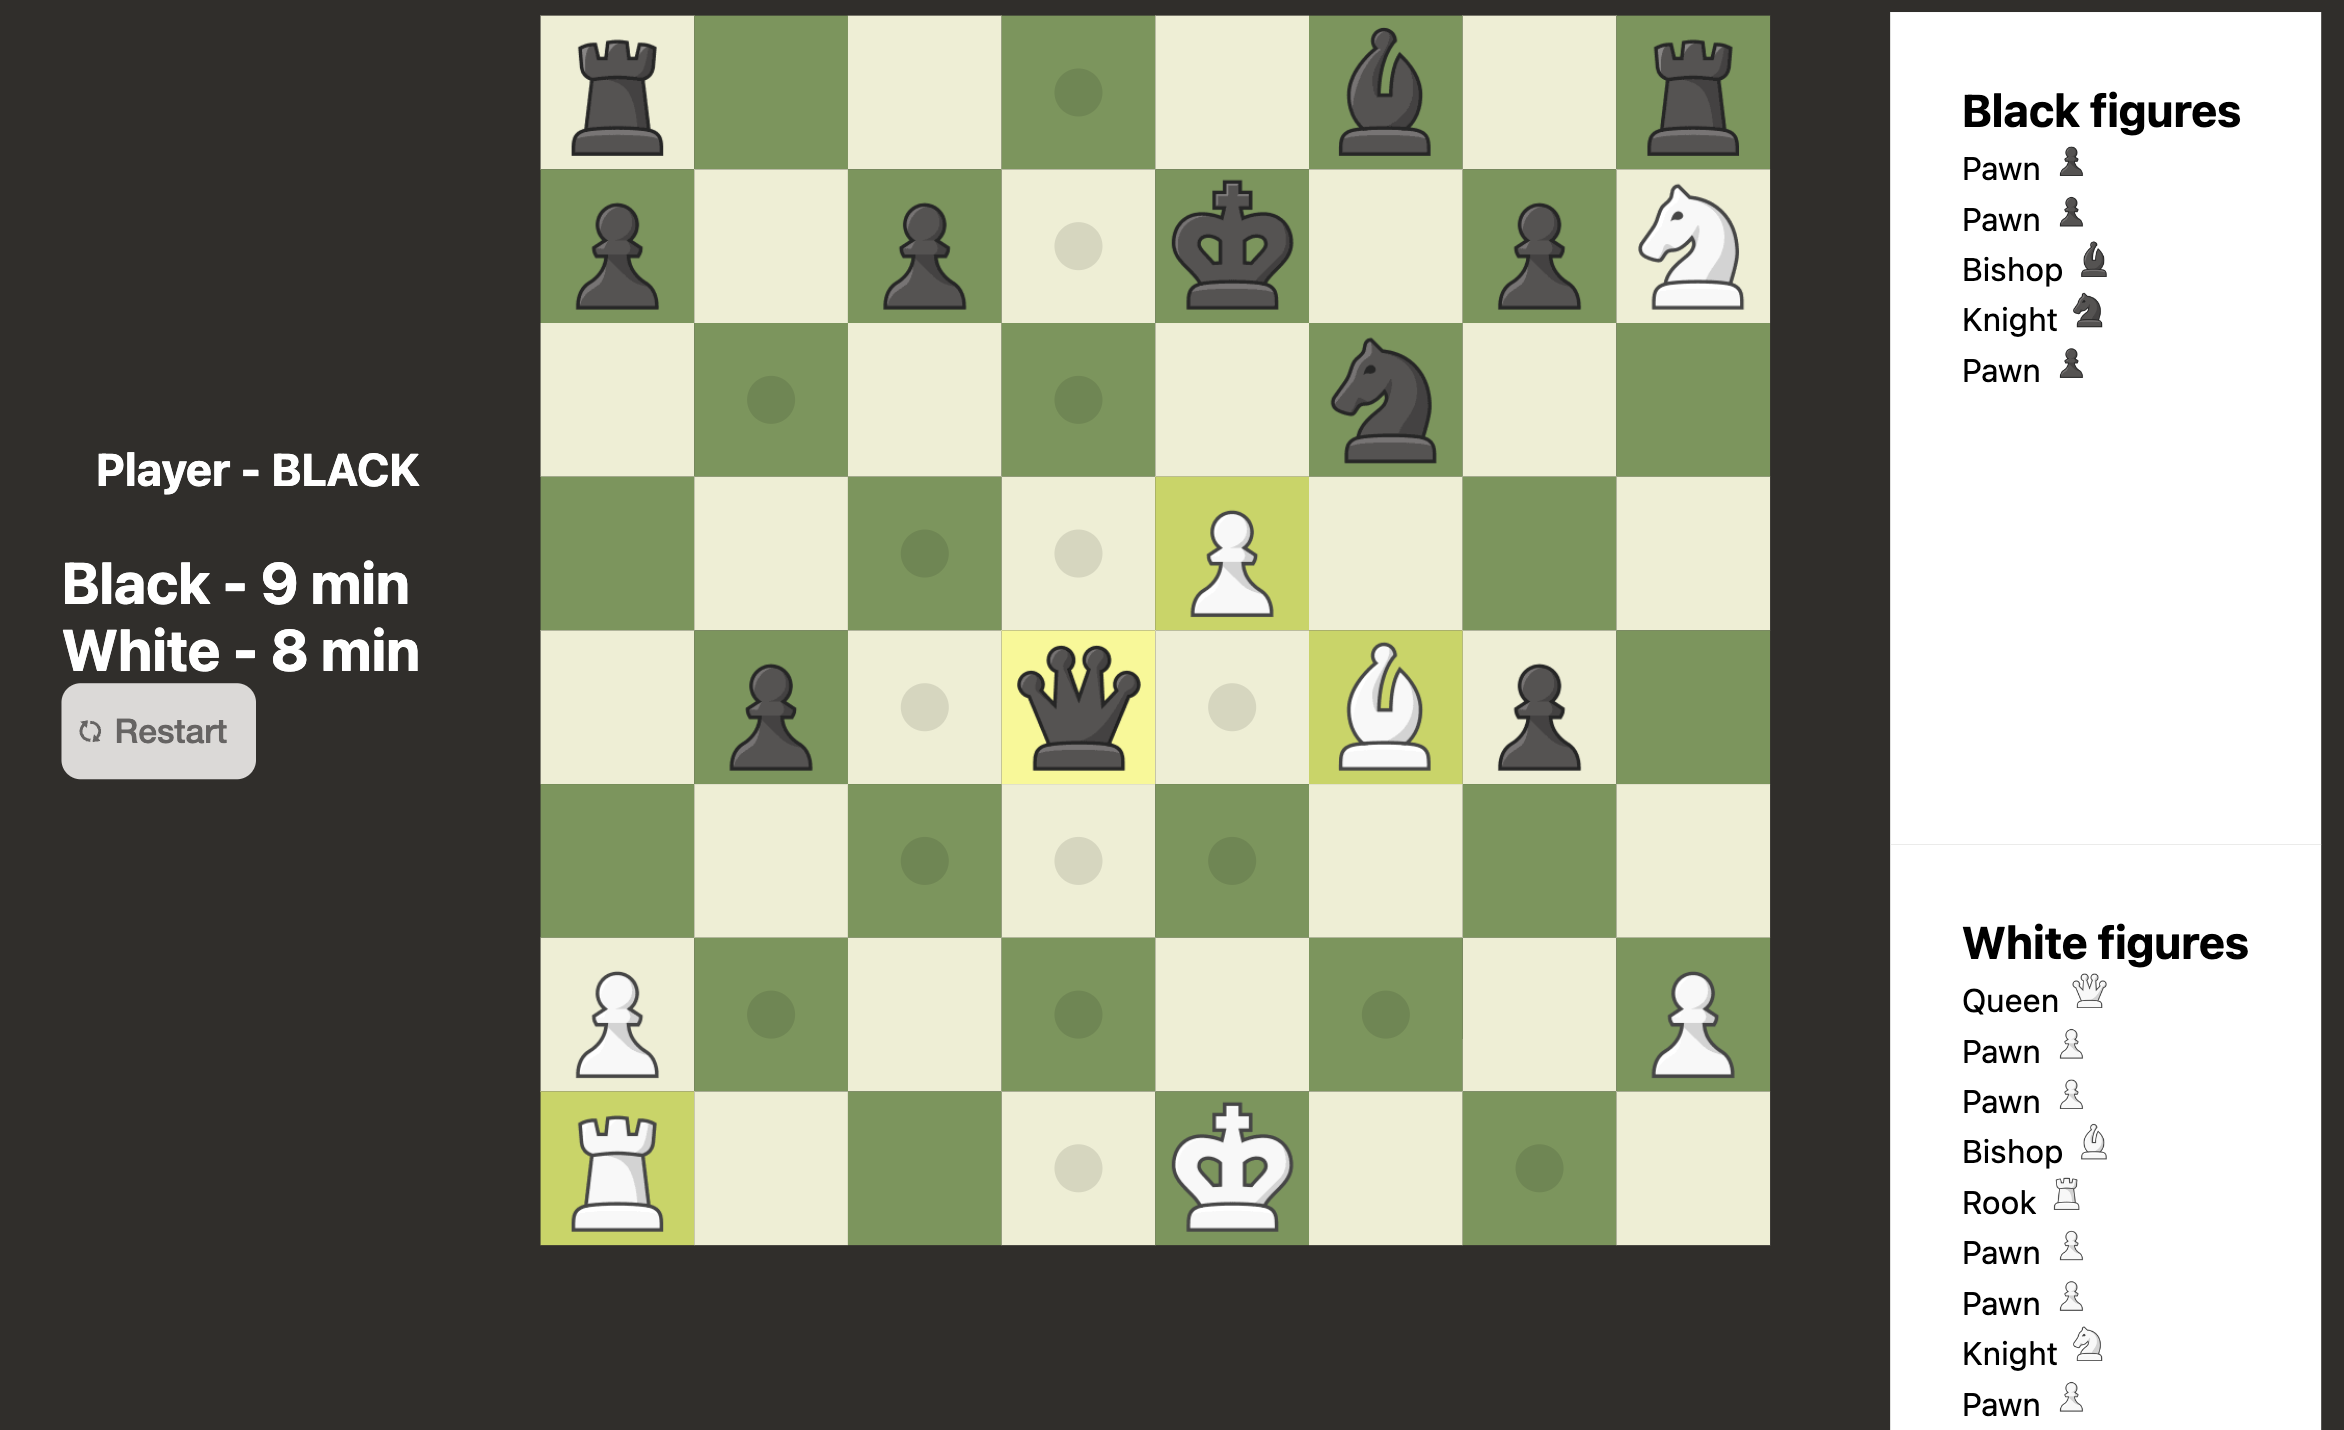 Player - BLACK
Black - 9 min
White - 8 min
Restart
Black figures
Pawn
Pawn
Bishop
Knight
Pawn
White figures
Queen
Pawn
Pawn
Bishop
Rook
Pawn
Pawn
Knight
Pawn